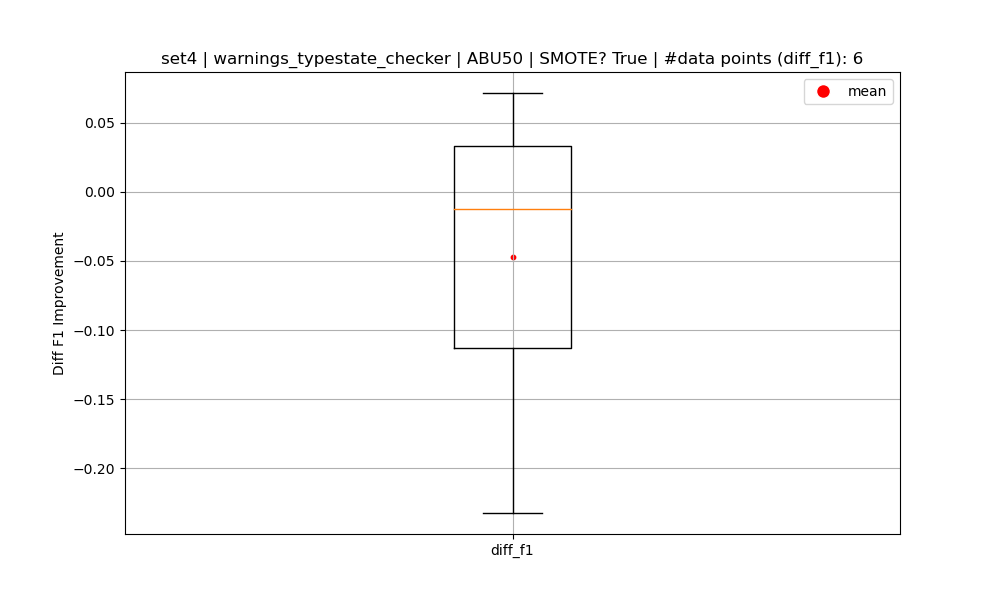 set4 | warnings_typestate_checker | ABU50 | SMOTE? True | #data points (diff_f1): 6
mean
0.05
0.00
−0.05
−0.10
−0.15
−0.20
Diff F1 Improvement
diff_f1